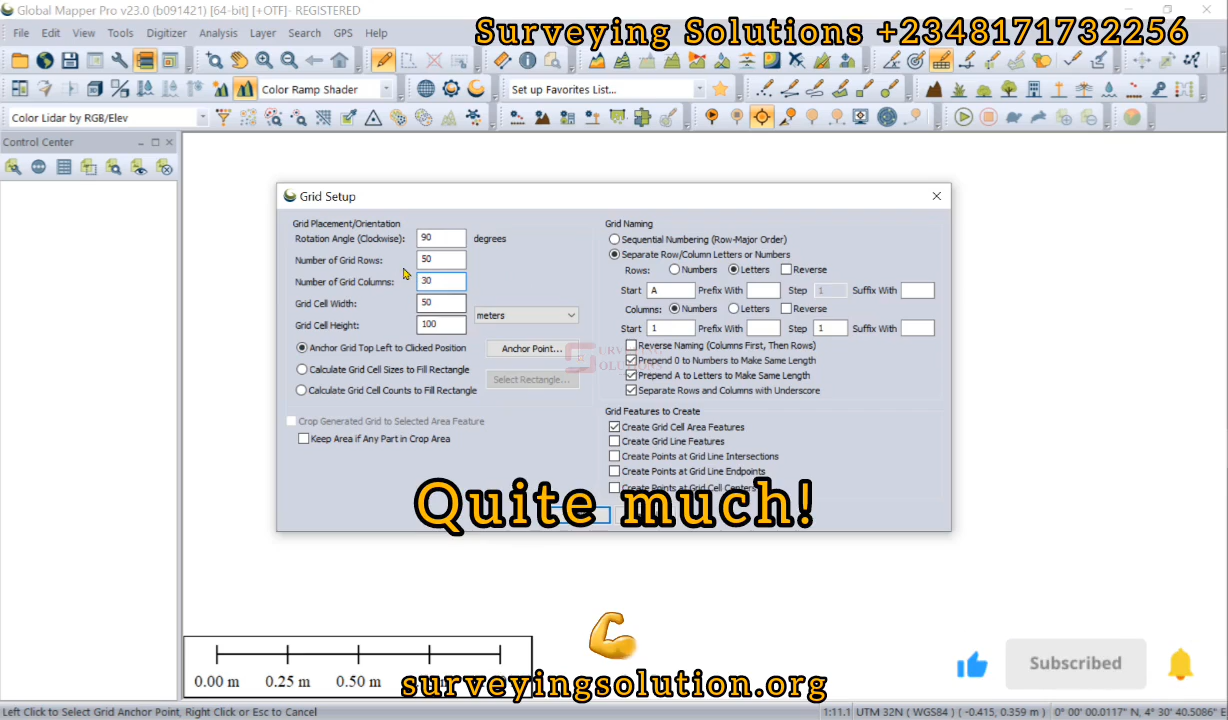 Global Mapper Pro v23.0 (b091421) [64-bit] [+OTF]- REGISTERED
Surveying Solutions +2348171732256
File Edit View Tools Digitizer Analysis Layer Search GPS Help
Color Ramp Shader
Set up Favorites List...
Color Lidar by RGB/Elev
Control Center
Grid Setup
Grid Placement/Orientation
Rotation Angle (Clockwise): 90 degrees
Number of Grid Rows: 50
Number of Grid Columns: 30
Grid Cell Width: 50
meters
Grid Cell Height: 100
Anchor Grid Top Left to Clicked Position
Anchor Point...
Calculate Grid Cell Sizes to Fill Rectangle
Select Rectangle...
Calculate Grid Cell Counts to Fill Rectangle
Crop Generated Grid to Selected Area Feature
Keep Area if Any Part in Crop Area
Grid Naming
Sequential Numbering (Row-Major Order)
Separate Row/Column Letters or Numbers
Rows: Numbers Letters Reverse
Start A Prefix With Step 1 Suffix With
Columns: Numbers Letters Reverse
Start 1 Prefix With Step 1 Suffix With
Reverse Naming (Columns First, Then Rows)
Prepend 0 to Numbers to Make Same Length
Prepend A to Letters to Make Same Length
Separate Rows and Columns with Underscore
Grid Features to Create
Create Grid Cell Area Features
Create Grid Line Features
Create Points at Grid Line Intersections
Create Points at Grid Line Endpoints
Create Points at Grid Cell Centers
Quite much!
0.00 m 0.25 m 0.50 m
surveyingsolution.org
Subscribed
Left Click to Select Grid Anchor Point, Right Click or Esc to Cancel
1:11.1 UTM 32N ( WGS84 ) ( -0.415, 0.359 m ) 0° 00' 00.0117" N, 4° 30' 40.5086" E